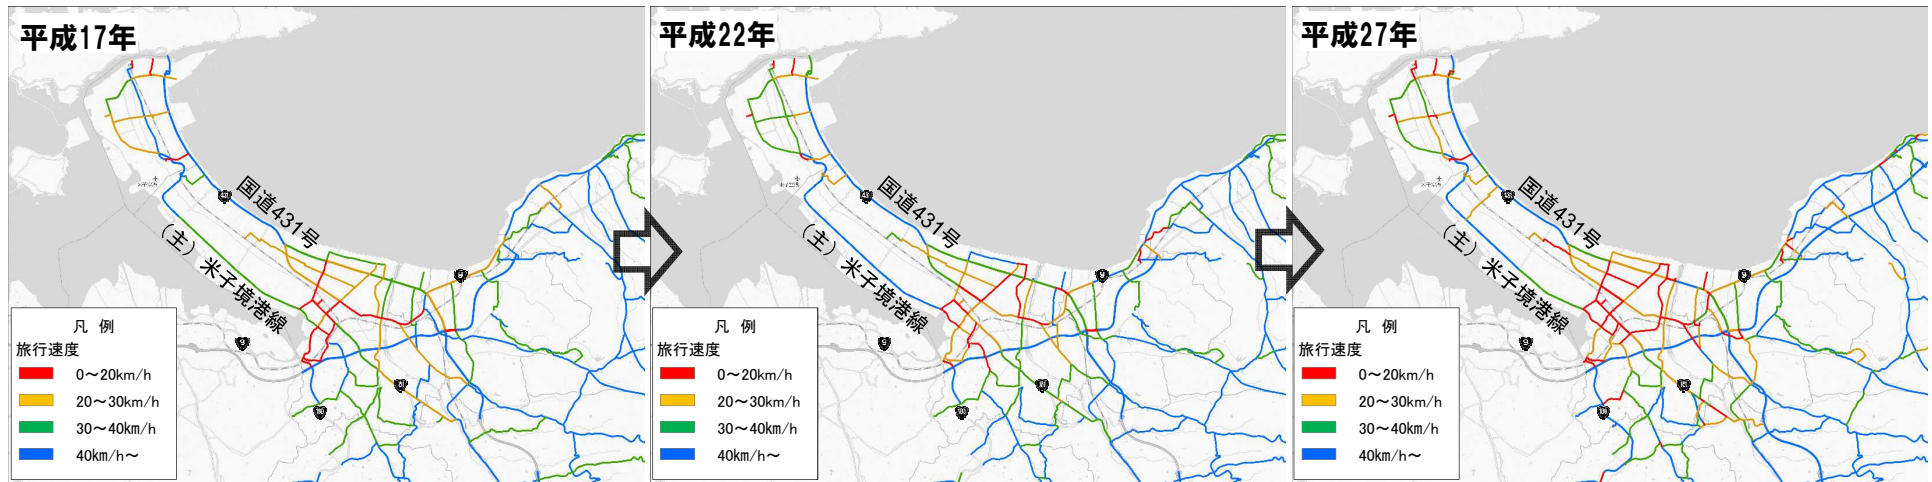 平成17年
国道431号
(主)米子境港線
凡 例
旅行速度
0～20km/h
20～30km/h
30～40km/h
40km/h～
平成22年
国道431号
(主)米子境港線
凡 例
旅行速度
0～20km/h
20～30km/h
30～40km/h
40km/h～
平成27年
国道431号
(主)米子境港線
凡 例
旅行速度
0～20km/h
20～30km/h
30～40km/h
40km/h～